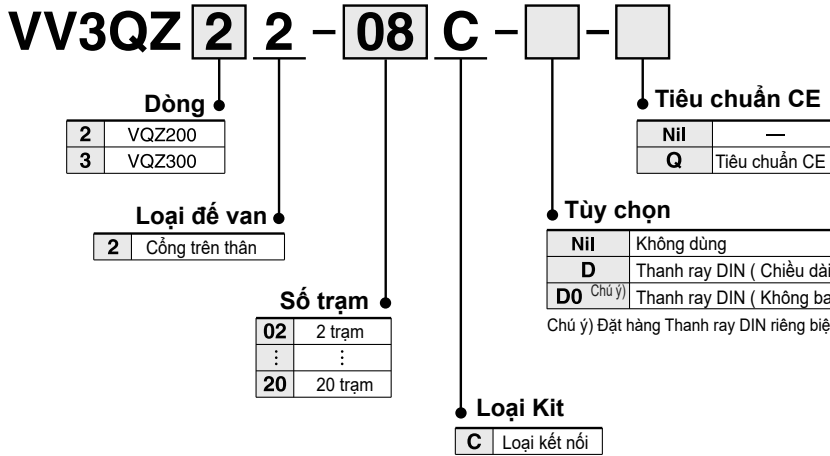 VV3QZ 2 2 - 08 C - -
Dòng
2 VQZ200
3 VQZ300
Loại đế van
2 Cổng trên thân
Số trạm
02 2 trạm
⋮ ⋮
20 20 trạm
Loại Kit
C Loại kết nối
Tùy chọn
Nil Không dùng
D Thanh ray DIN ( Chiều dài
D0 Chú ý) Thanh ray DIN ( Không
Chú ý) Đặt hàng Thanh ray DIN riêng
Tiêu chuẩn CE
Nil —
Q Tiêu chuẩn CE